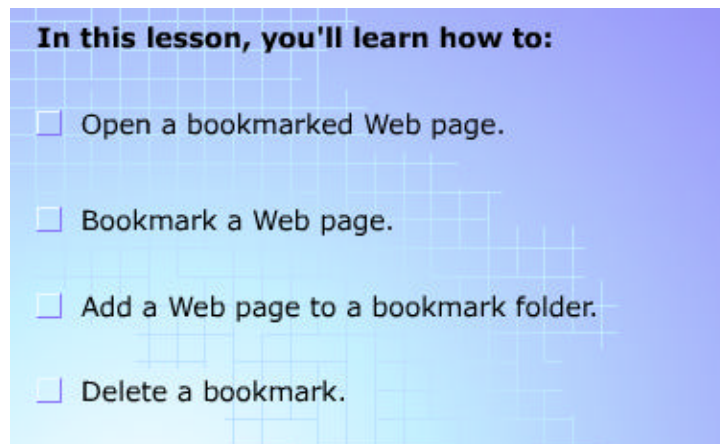 In this lesson, you'll learn how to:
Open a bookmarked Web page.
Bookmark a Web page.
Add a Web page to a bookmark folder.
Delete a bookmark.